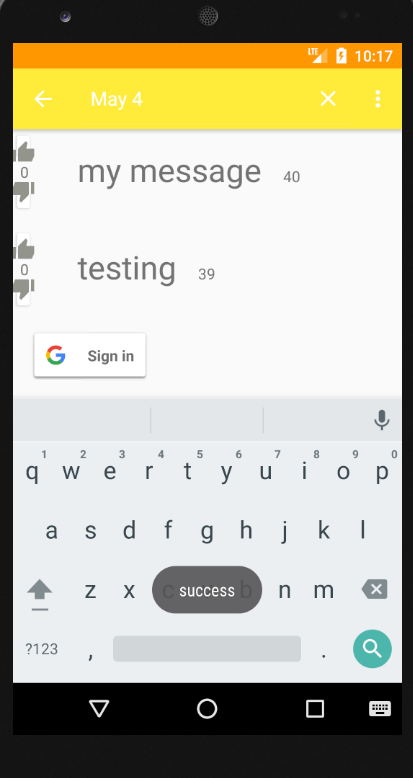 LTE 10:17
May 4
0
my message 40
0
testing 39
Sign in
1 2 3 4 5 6 7 8 9 0
q w e r t y u i o p
a s d f g h j k l
z x c b n m
success
?123 , .